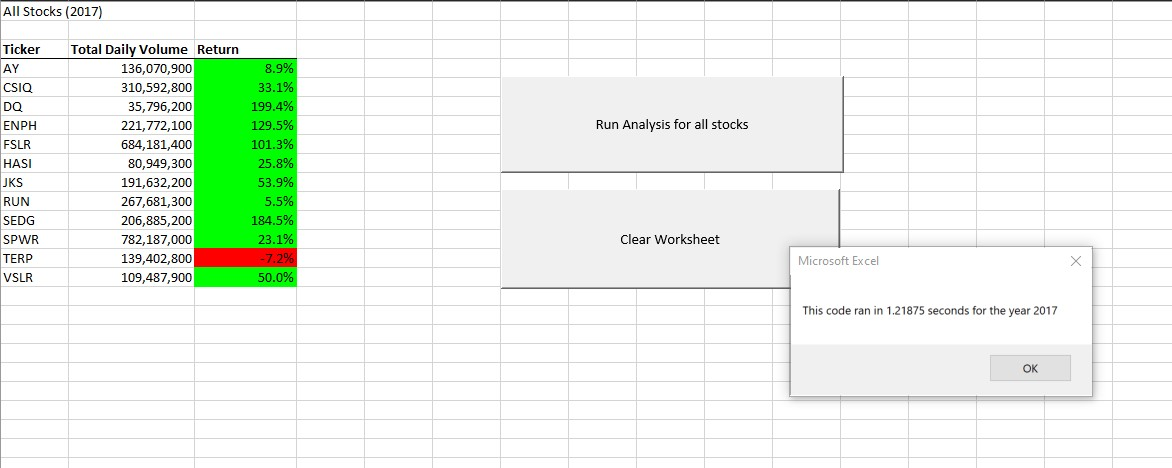 All Stocks (2017)
Ticker Total Daily Volume Return
AY 136,070,900 8.9%
CSIQ 310,592,800 33.1%
DQ 35,796,200 199.4%
ENPH 221,772,100 129.5%
FSLR 684,181,400 101.3%
HASI 80,949,300 25.8%
JKS 191,632,200 53.9%
RUN 267,681,300 5.5%
SEDG 206,885,200 184.5%
SPWR 782,187,000 23.1%
TERP 139,402,800 -7.2%
VSLR 109,487,900 50.0%
Run Analysis for all stocks
Clear Worksheet
Microsoft Excel
This code ran in 1.21875 seconds for the year 2017
OK